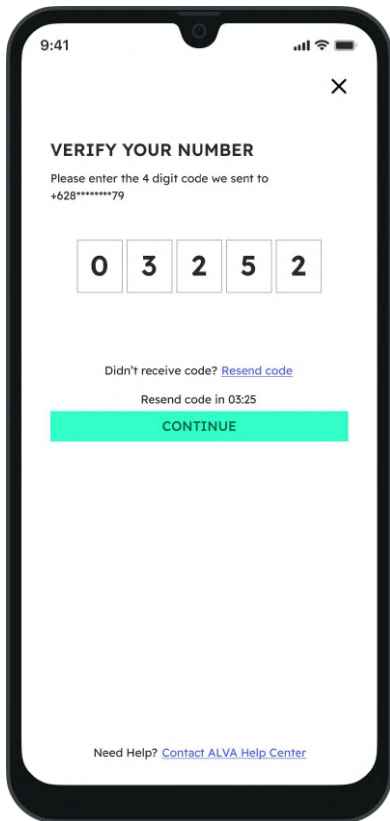 9:41
VERIFY YOUR NUMBER
Please enter the 4 digit code we sent to
+628********79
0 3 2 5 2
Didn't receive code? Resend code
Resend code in 03:25
CONTINUE
Need Help? Contact ALVA Help Center